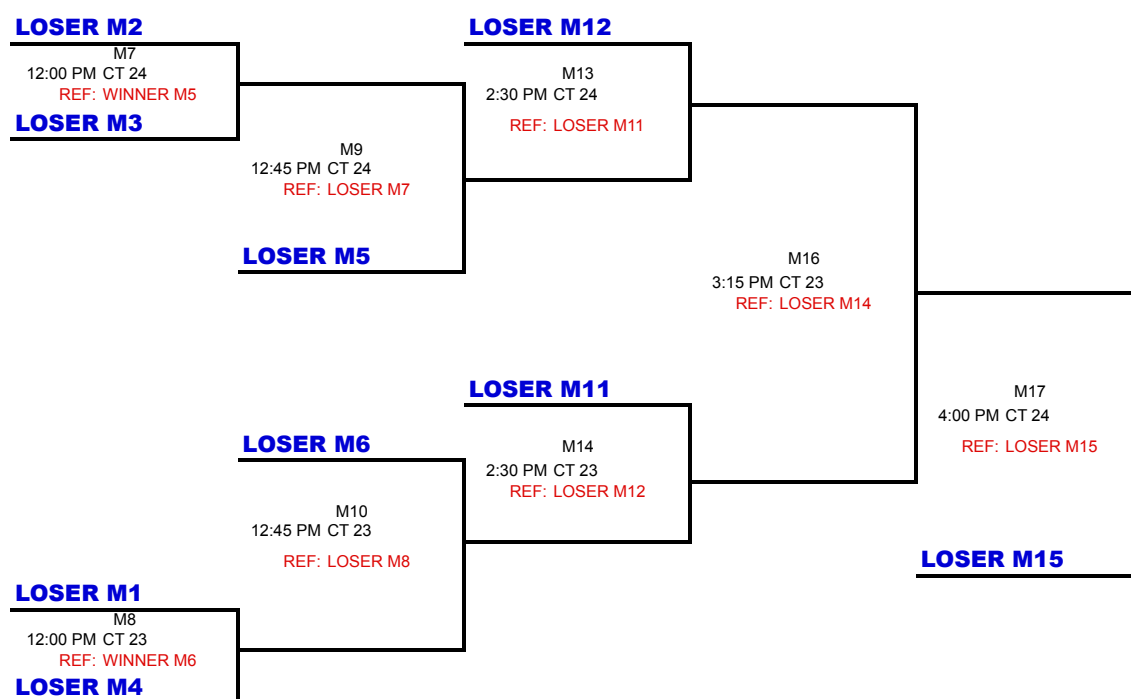 LOSER M2
M7
12:00 PM CT 24
REF: WINNER M5
LOSER M3
M9
12:45 PM CT 24
REF: LOSER M7
LOSER M5
LOSER M12
M13
2:30 PM CT 24
REF: LOSER M11
M16
3:15 PM CT 23
REF: LOSER M14
LOSER M11
M14
2:30 PM CT 23
REF: LOSER M12
LOSER M6
M10
12:45 PM CT 23
REF: LOSER M8
LOSER M1
M8
12:00 PM CT 23
REF: WINNER M6
LOSER M4
M17
4:00 PM CT 24
REF: LOSER M15
LOSER M15